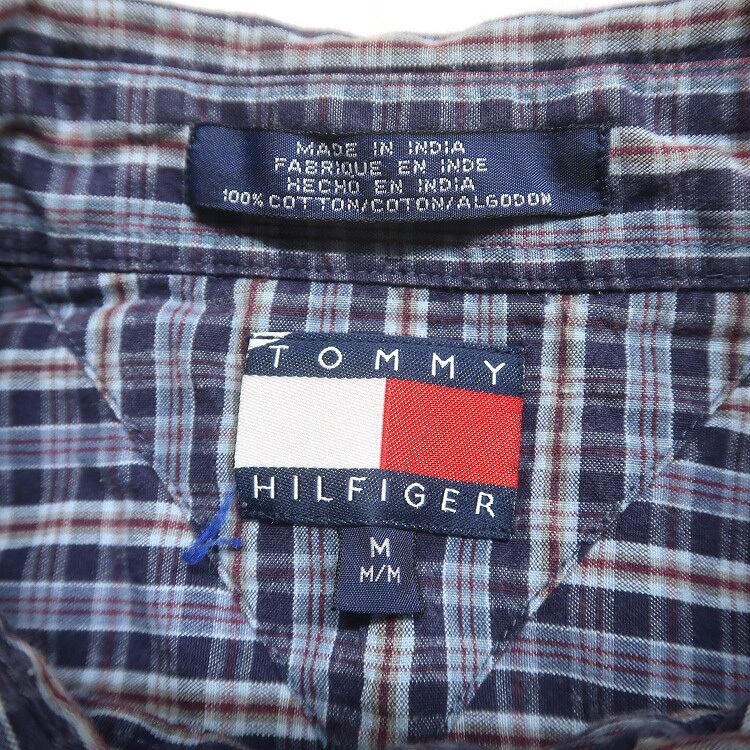 MADE IN INDIA
FABRIQUE EN INDE
HECHO EN INDIA
100% COTTON/COTON/ALGODON
TOMMY
HILFIGER
M
M/M